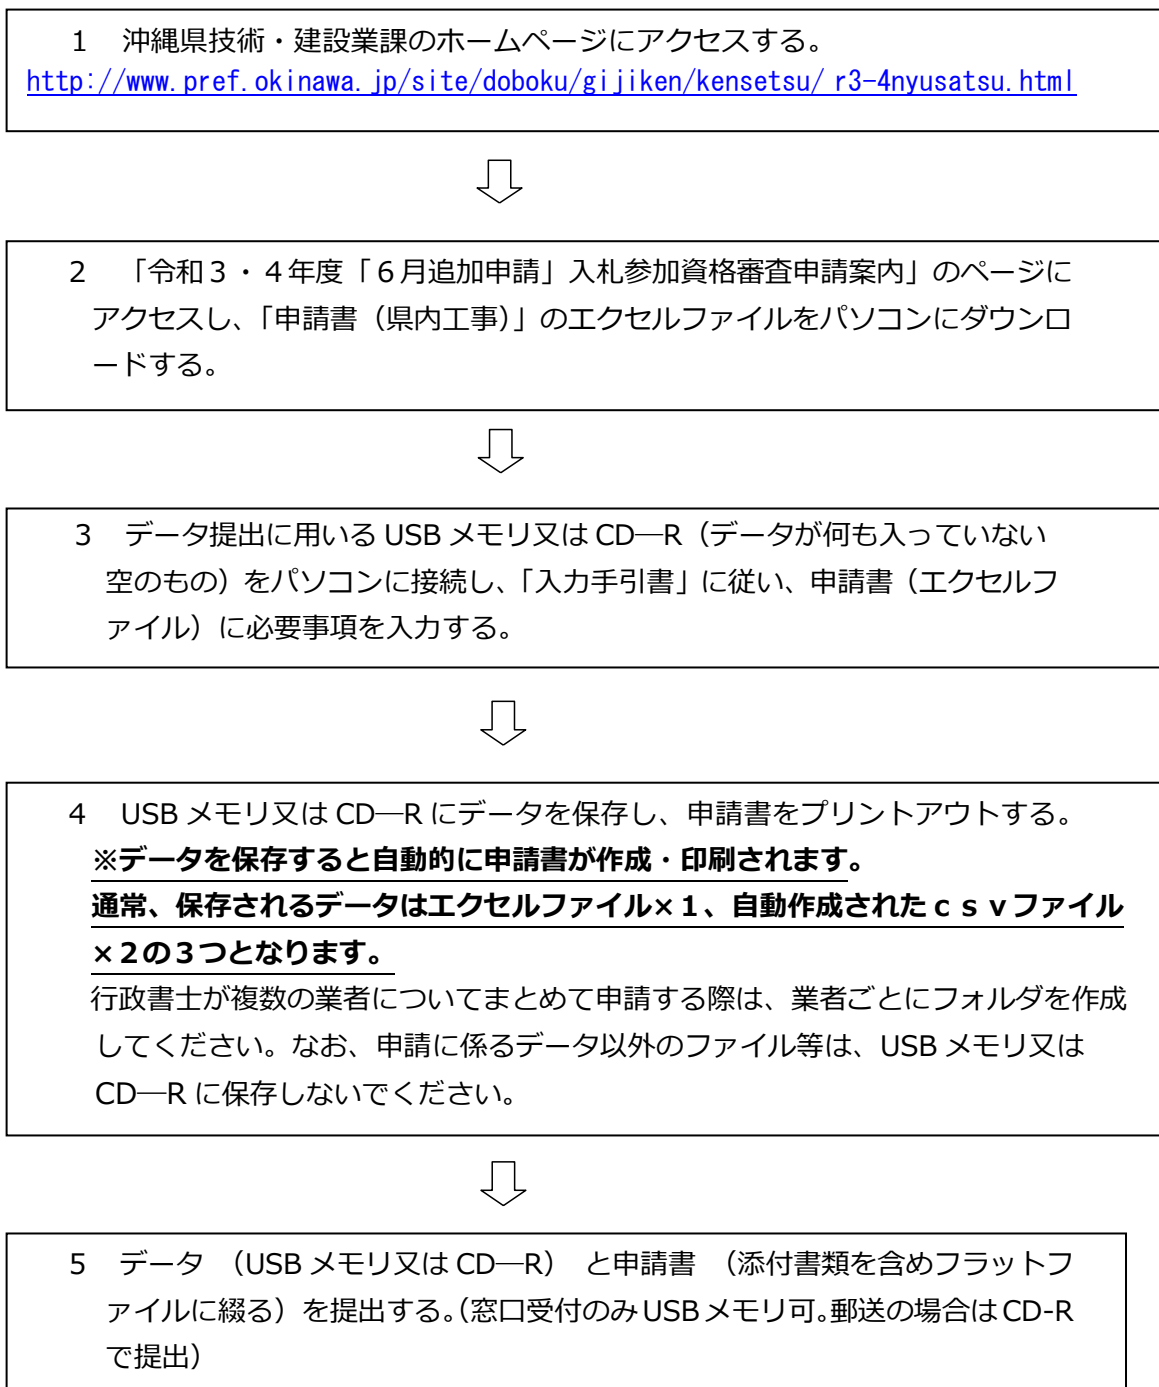 １　沖縄県技術・建設業課のホームページにアクセスする。
http://www.pref.okinawa.jp/site/doboku/gijiken/kensetsu/ r3-4nyusatsu.html
２　「令和３・４年度「６月追加申請」入札参加資格審査申請案内」のページに
アクセスし、「申請書（県内工事）」のエクセルファイルをパソコンにダウンロ
ードする。
３　データ提出に用いる USB メモリ又は CD―R（データが何も入っていない
空のもの）をパソコンに接続し、「入力手引書」に従い、申請書（エクセルフ
ァイル）に必要事項を入力する。
４　USB メモリ又は CD―R にデータを保存し、申請書をプリントアウトする。
※データを保存すると自動的に申請書が作成・印刷されます。
通常、保存されるデータはエクセルファイル×１、自動作成されたｃｓｖファイル
×２の３つとなります。
行政書士が複数の業者についてまとめて申請する際は、業者ごとにフォルダを作成
してください。なお、申請に係るデータ以外のファイル等は、USB メモリ又は
CD―R に保存しないでください。
５　データ （USB メモリ又は CD―R） と申請書 （添付書類を含めフラットフ
ァイルに綴る）を提出する。（窓口受付のみ USB メモリ可。郵送の場合は CD-R
で提出）